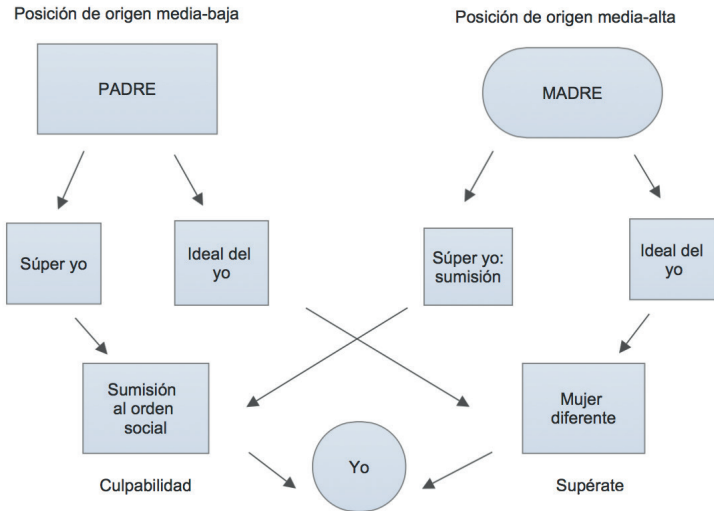 Posición de origen media-baja
Posición de origen media-alta
PADRE
MADRE
Súper yo
Ideal del
yo
Súper yo:
sumisión
Ideal del
yo
Sumisión
al orden
social
Mujer
diferente
Yo
Culpabilidad
Supérate